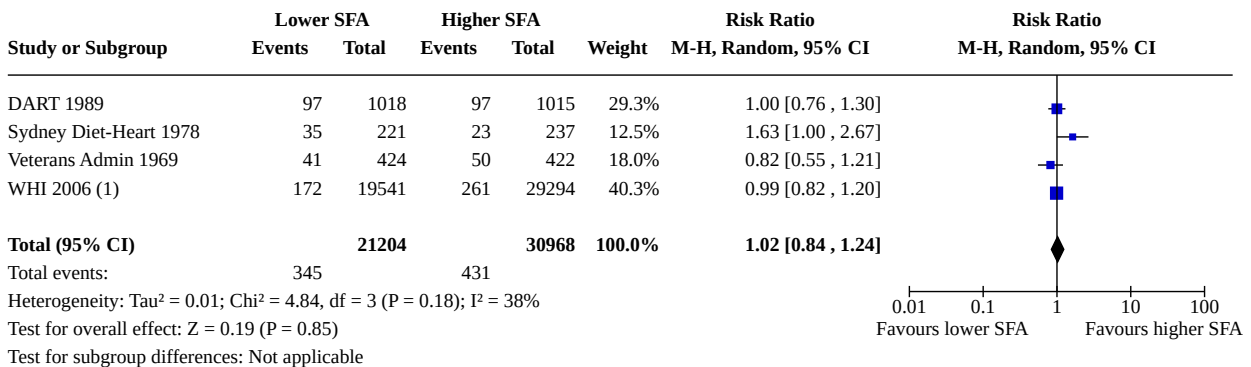 Lower SFA Higher SFA Risk Ratio Risk Ratio
Study or Subgroup Events Total Events Total Weight M-H, Random, 95% CI M-H, Random, 95% CI
DART 1989 97 1018 97 1015 29.3% 1.00 [0.76 , 1.30]
Sydney Diet-Heart 1978 35 221 23 237 12.5% 1.63 [1.00 , 2.67]
Veterans Admin 1969 41 424 50 422 18.0% 0.82 [0.55 , 1.21]
WHI 2006 (1) 172 19541 261 29294 40.3% 0.99 [0.82 , 1.20]
Total (95% CI) 21204 30968 100.0% 1.02 [0.84 , 1.24]
Total events: 345 431
Heterogeneity: Tau² = 0.01; Chi² = 4.84, df = 3 (P = 0.18); I² = 38%
Test for overall effect: Z = 0.19 (P = 0.85)
Test for subgroup differences: Not applicable
0.01 0.1 1 10 100
Favours lower SFA Favours higher SFA